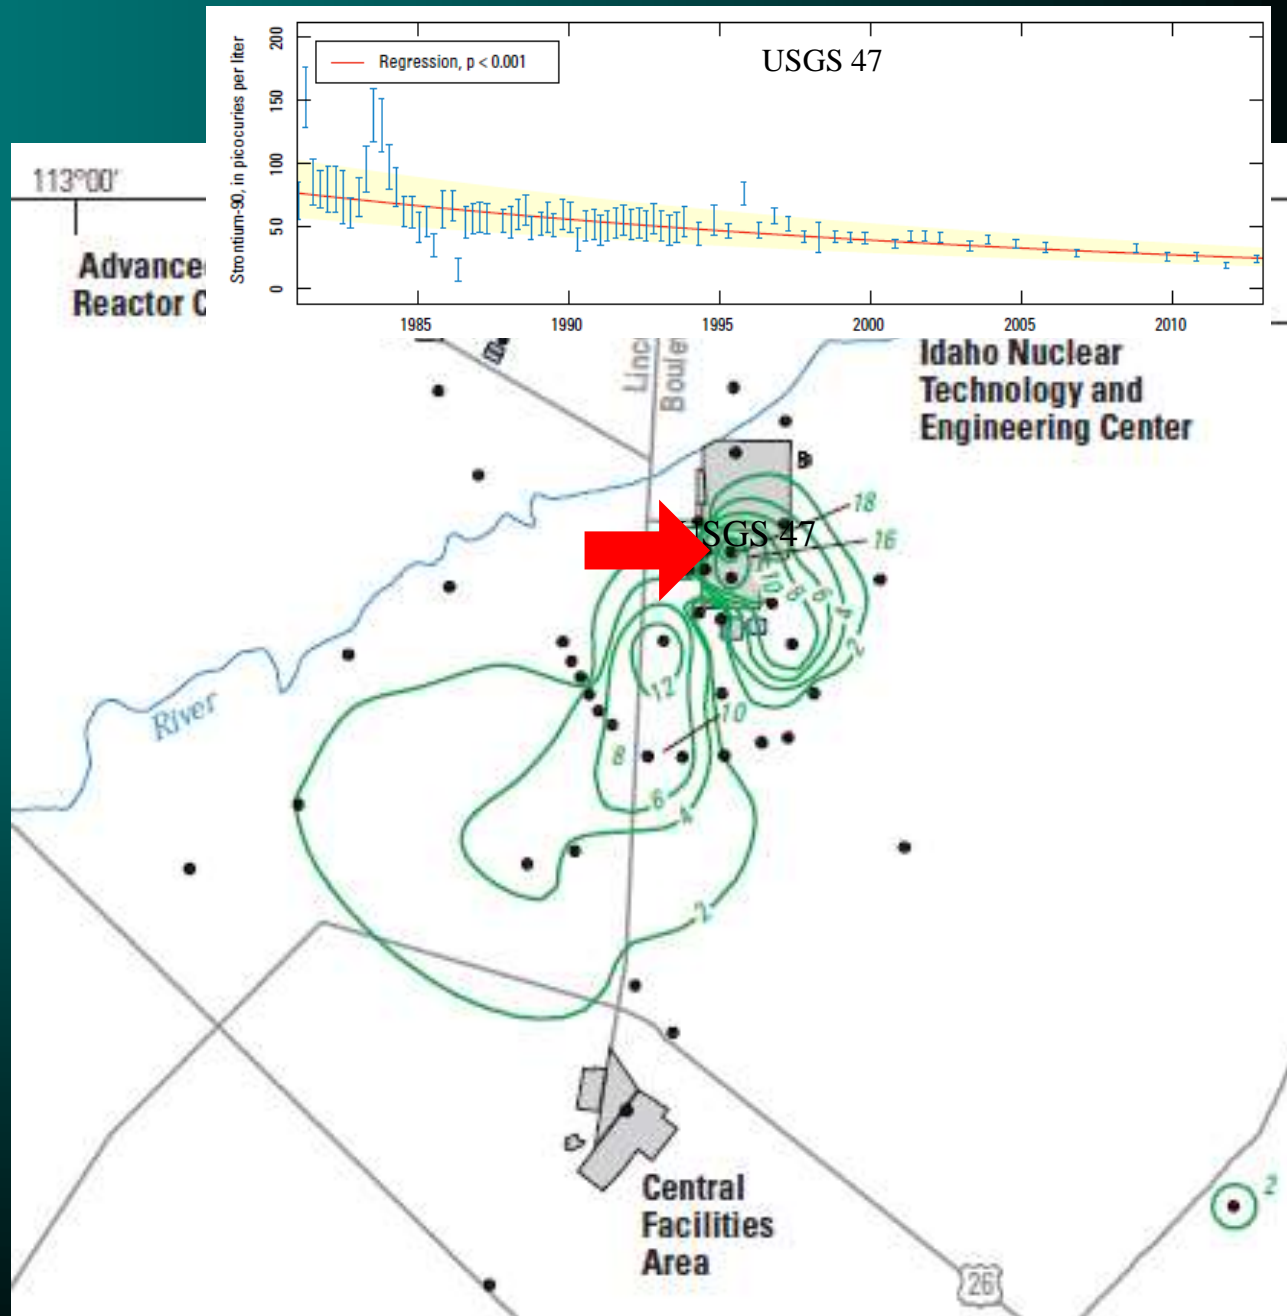 USGS 47
Regression, p < 0.001
Strontium-90, in picocuries per liter
200
150
100
50
0
1985
1990
1995
2000
2005
2010
113°00'
Advance
Reactor C
Idaho Nuclear
Technology and
Engineering Center
USGS 47
18
16
10
8
6
4
2
12
10
8
6
4
2
River
Central
Facilities
Area
2
26